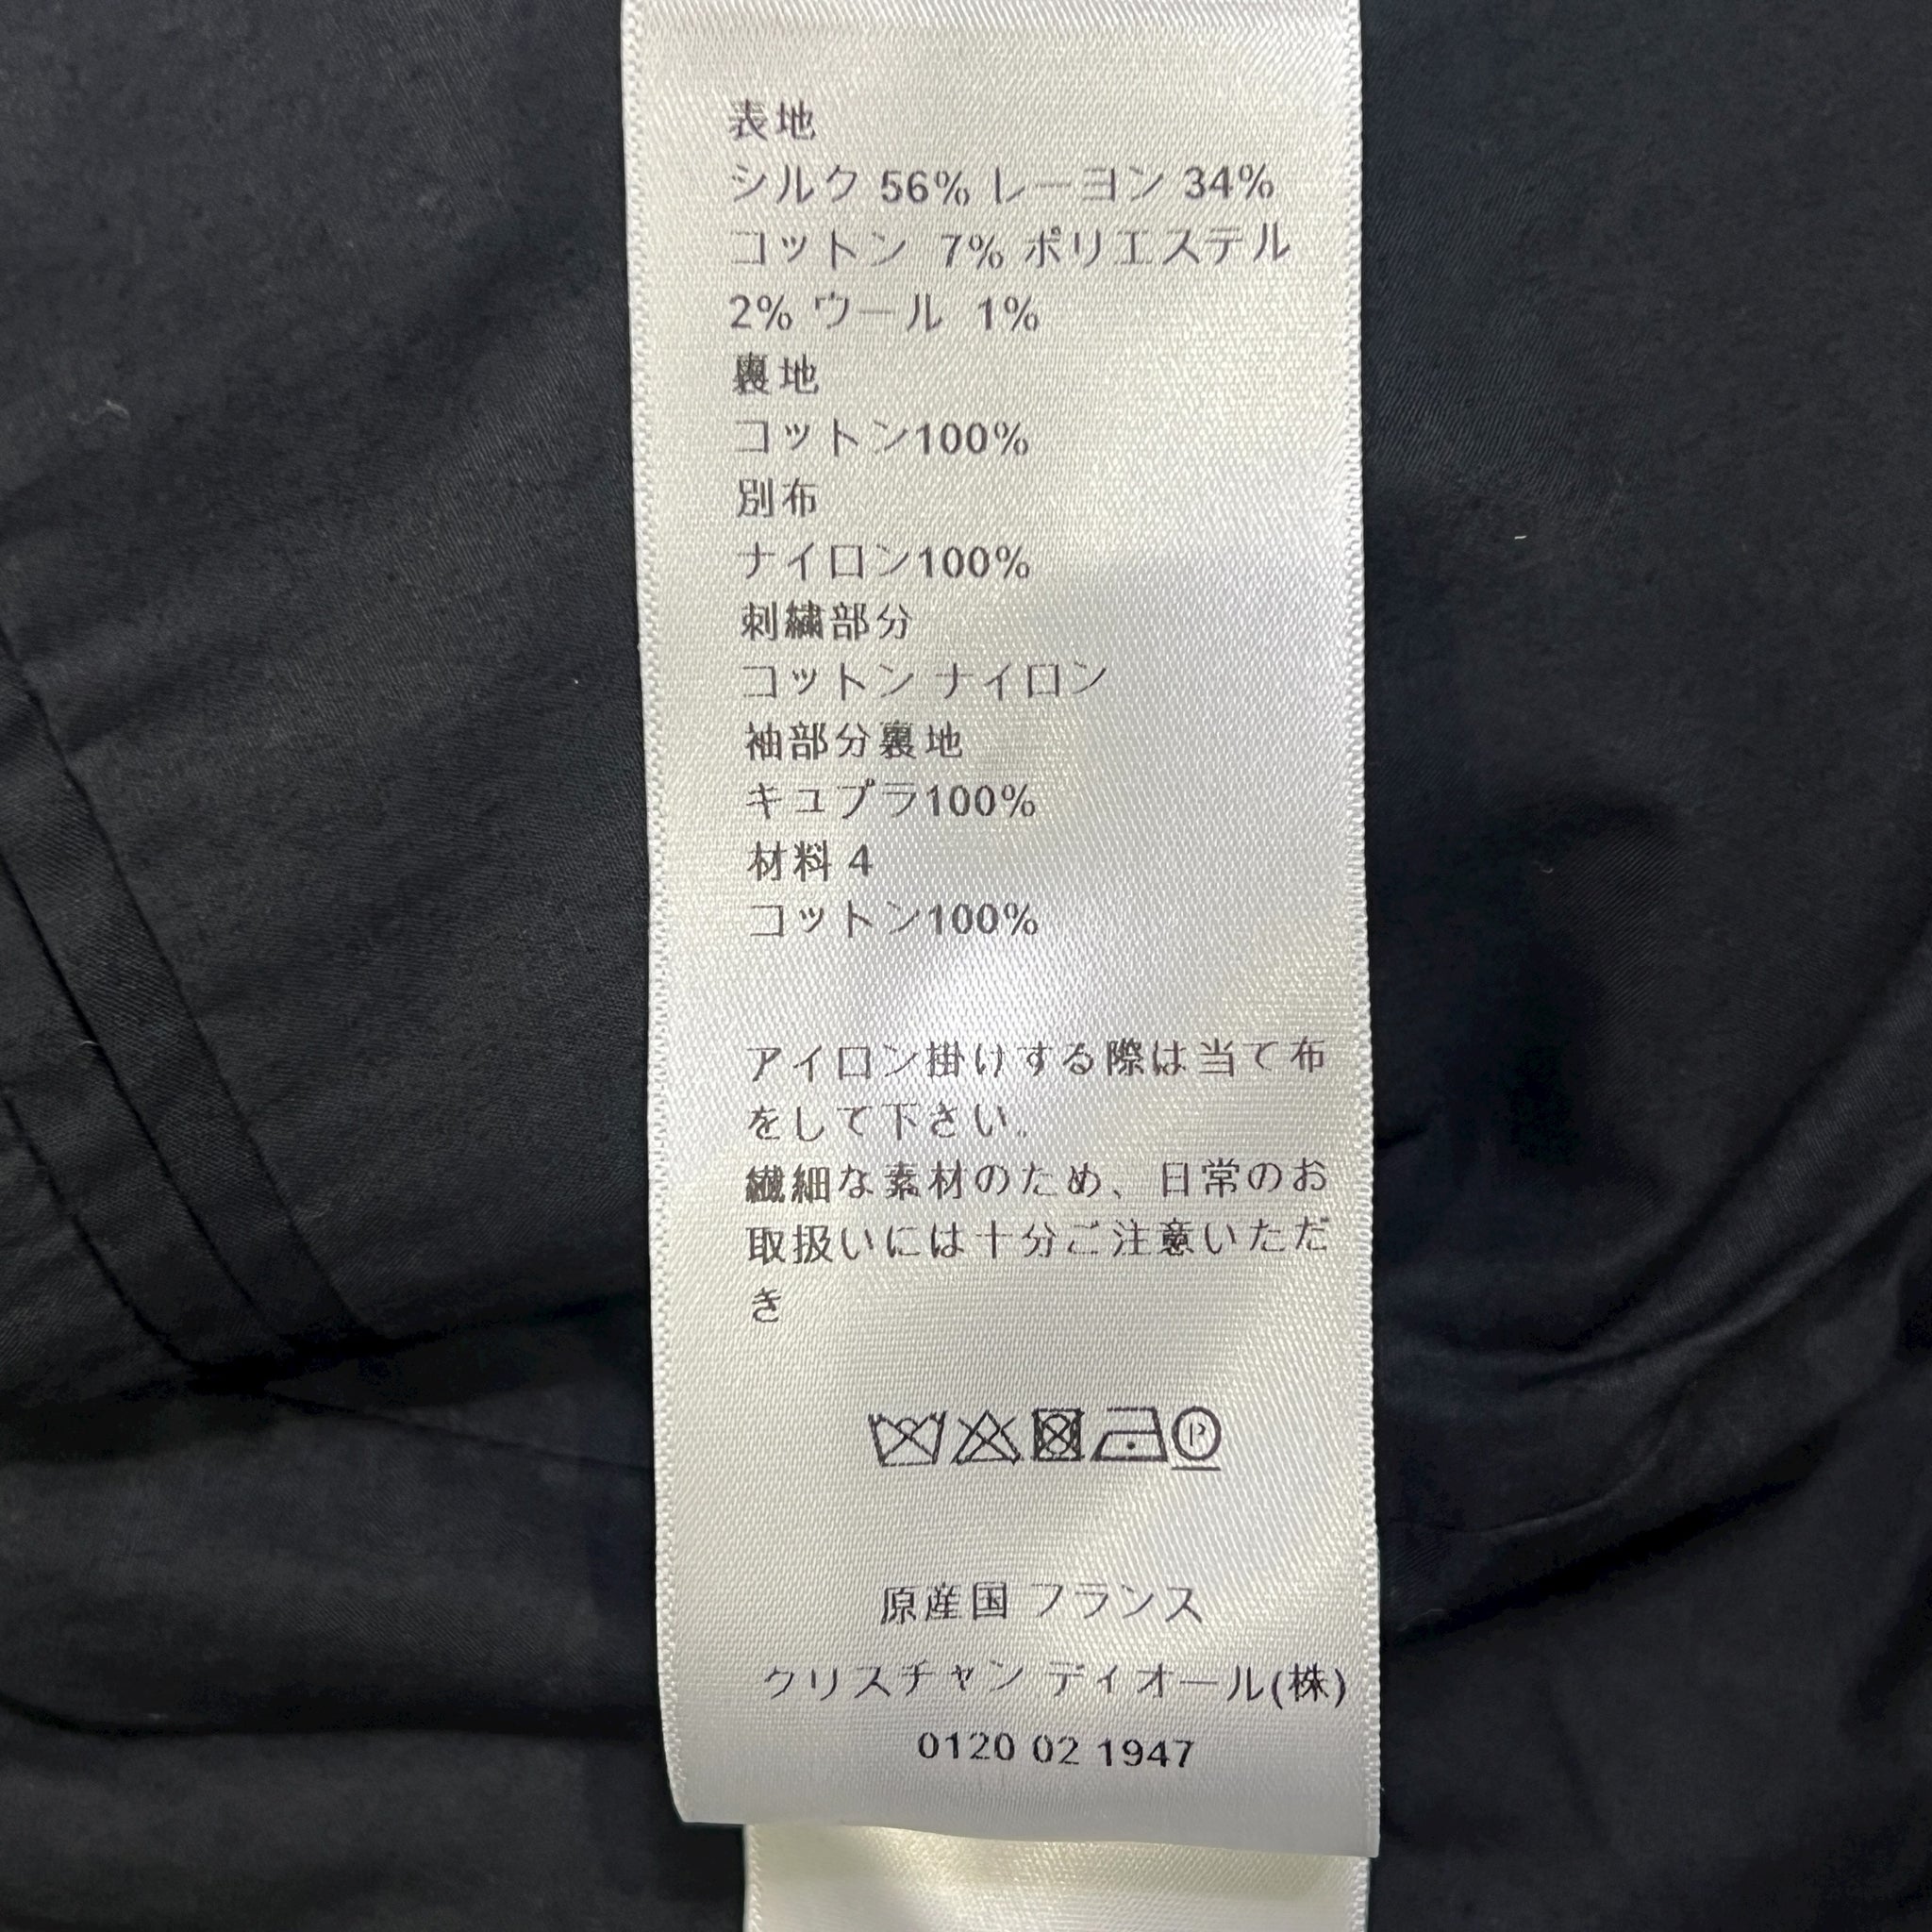 表地
シルク 56% レーヨン 34%
コットン 7% ポリエステル
2% ウール 1%
裏地
コットン100%
別布
ナイロン100%
刺繍部分
コットン ナイロン
袖部分裏地
キュプラ100%
材料 4
コットン100%
アイロン掛けする際は当て布
をして下さい。
繊細な素材のため、日常のお
取扱いには十分ご注意いただ
き
P
原産国 フランス
クリスチャン ディオール(株)
0120 02 1947